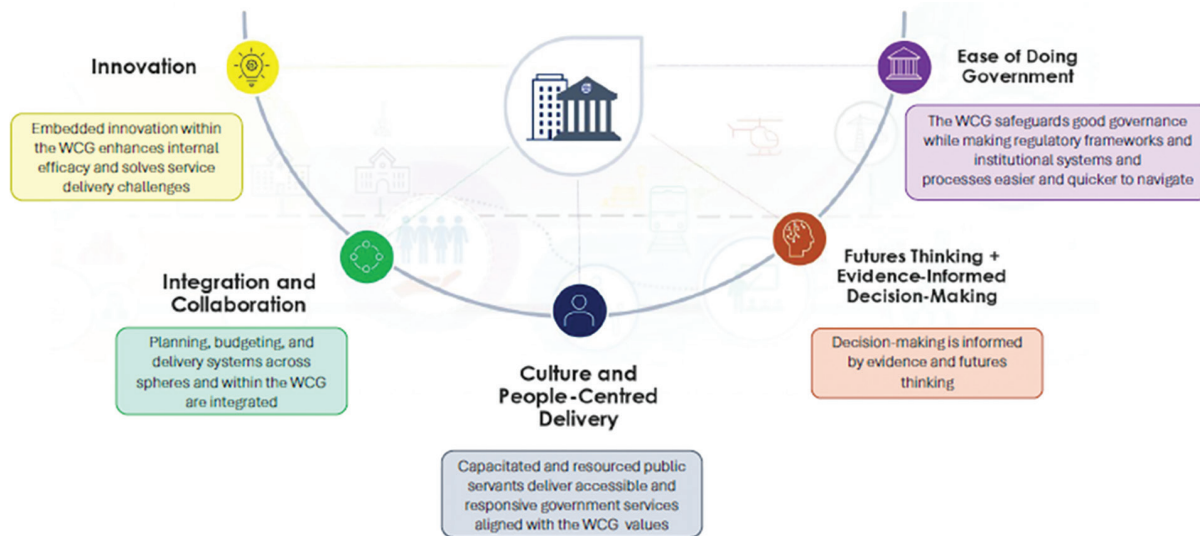 Innovation
Embedded innovation within
the WCG enhances internal
efficacy and solves service
delivery challenges
Integration and
Collaboration
Planning, budgeting, and
delivery systems across
spheres and within the WCG
are integrated
Culture and
People-Centred
Delivery
Capacitated and resourced public
servants deliver accessible and
responsive government services
aligned with the WCG values
Futures Thinking +
Evidence-Informed
Decision-Making
Decision-making is informed
by evidence and futures
thinking
Ease of Doing
Government
The WCG safeguards good governance
while making regulatory frameworks and
institutional systems and
processes easier and quicker to navigate